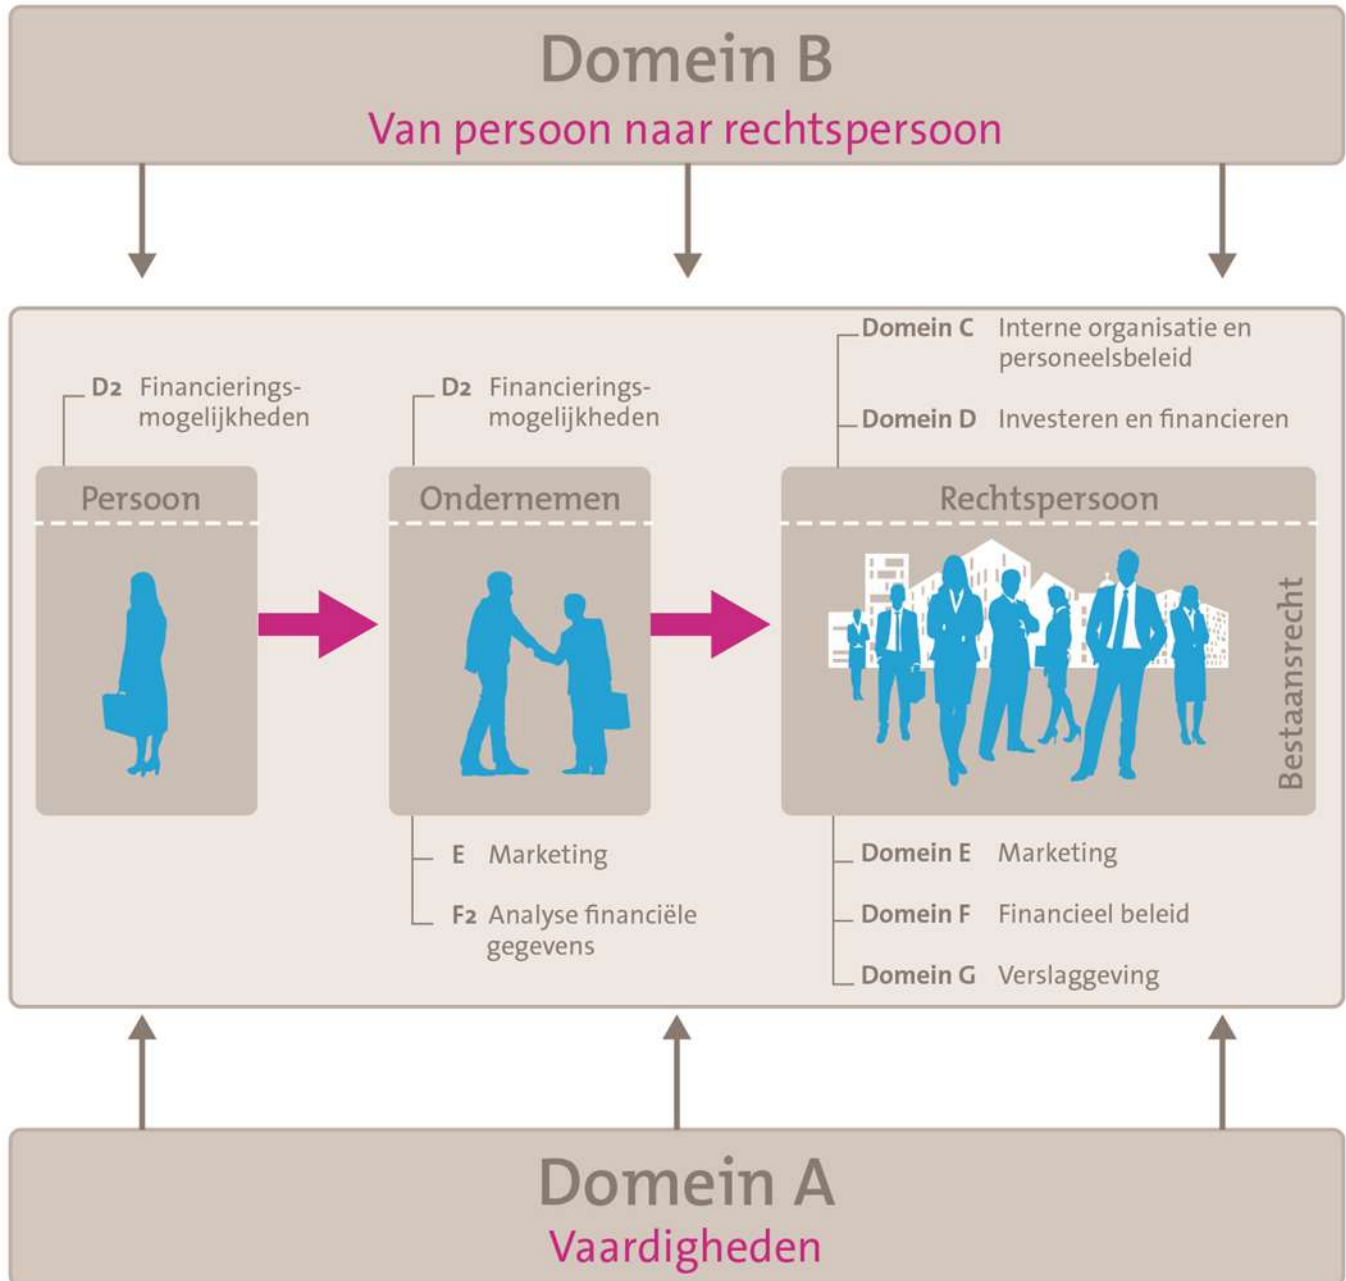 Domein B
Van persoon naar rechtspersoon
D2 Financierings-
mogelijkheden
D2 Financierings-
mogelijkheden
Domein C Interne organisatie en
personeelsbeleid
Domein D Investeren en financieren
Persoon
Ondernemen
Rechtspersoon
Bestaansrecht
E Marketing
F2 Analyse financiële
gegevens
Domein E Marketing
Domein F Financieel beleid
Domein G Verslaggeving
Domein A
Vaardigheden